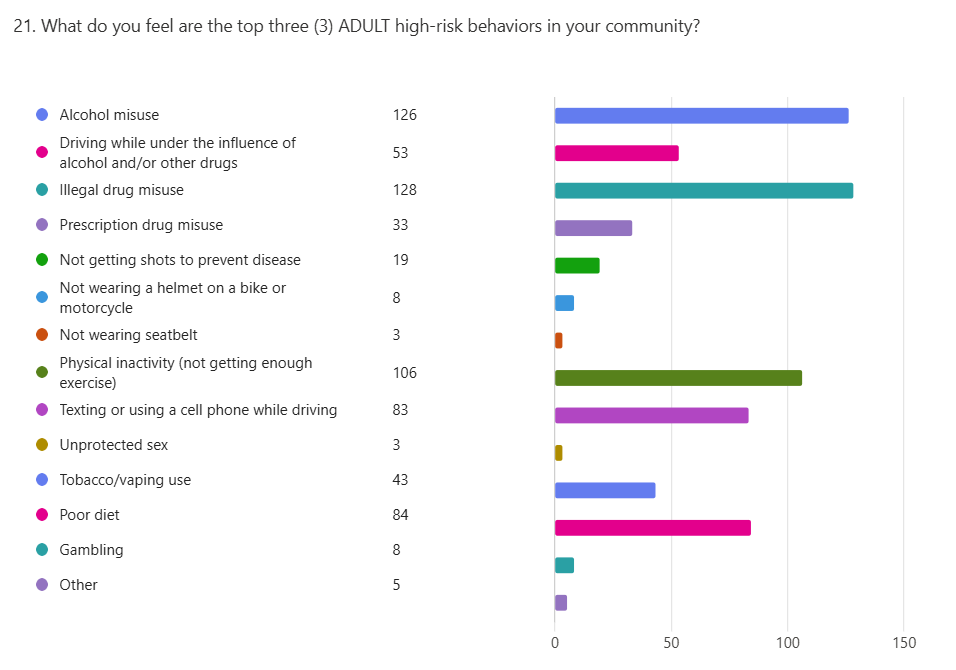 21. What do you feel are the top three (3) ADULT high-risk behaviors in your community?
Alcohol misuse 126
Driving while under the influence of
alcohol and/or other drugs 53
Illegal drug misuse 128
Prescription drug misuse 33
Not getting shots to prevent disease 19
Not wearing a helmet on a bike or
motorcycle 8
Not wearing seatbelt 3
Physical inactivity (not getting enough
exercise) 106
Texting or using a cell phone while driving 83
Unprotected sex 3
Tobacco/vaping use 43
Poor diet 84
Gambling 8
Other 5
0 50 100 150